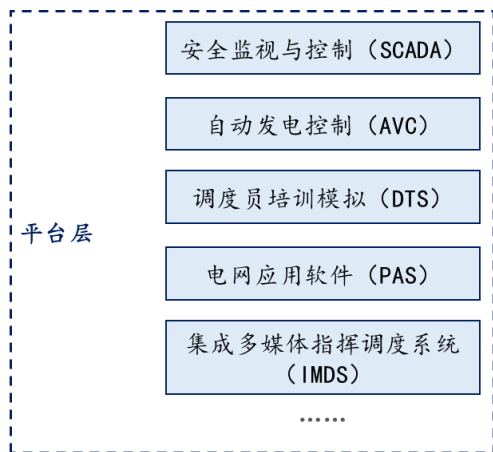 安全监视与控制（SCADA）
自动发电控制（AVC）
调度员培训模拟（DTS）
平台层
电网应用软件（PAS）
集成多媒体指挥调度系统
（IMDS）
……